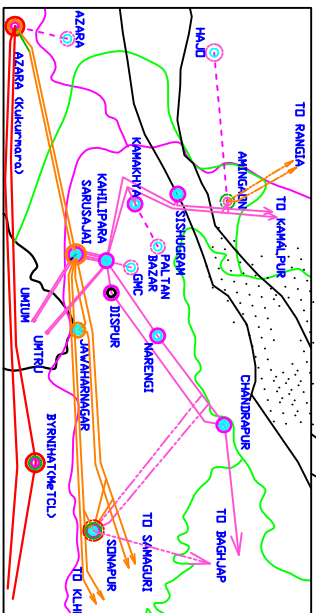 AZARA
AZARA (Kukurmara)
HAJO
TO RANGIA
AMINGAON
TO KAMALPUR
KAMAKHYA
SISHUGRAM
KAHILIPARA
SARUSAJAI
PALTAN
BAZAR
GMC
DISPUR
UMIUM
UMTRU
JAWAHARNAGAR
NARENGI
CHANDRAPUR
BYRNIHAT(MeTCL)
SONAPUR
TO SAMAGURI
TO BAGHJAP
TO KLH